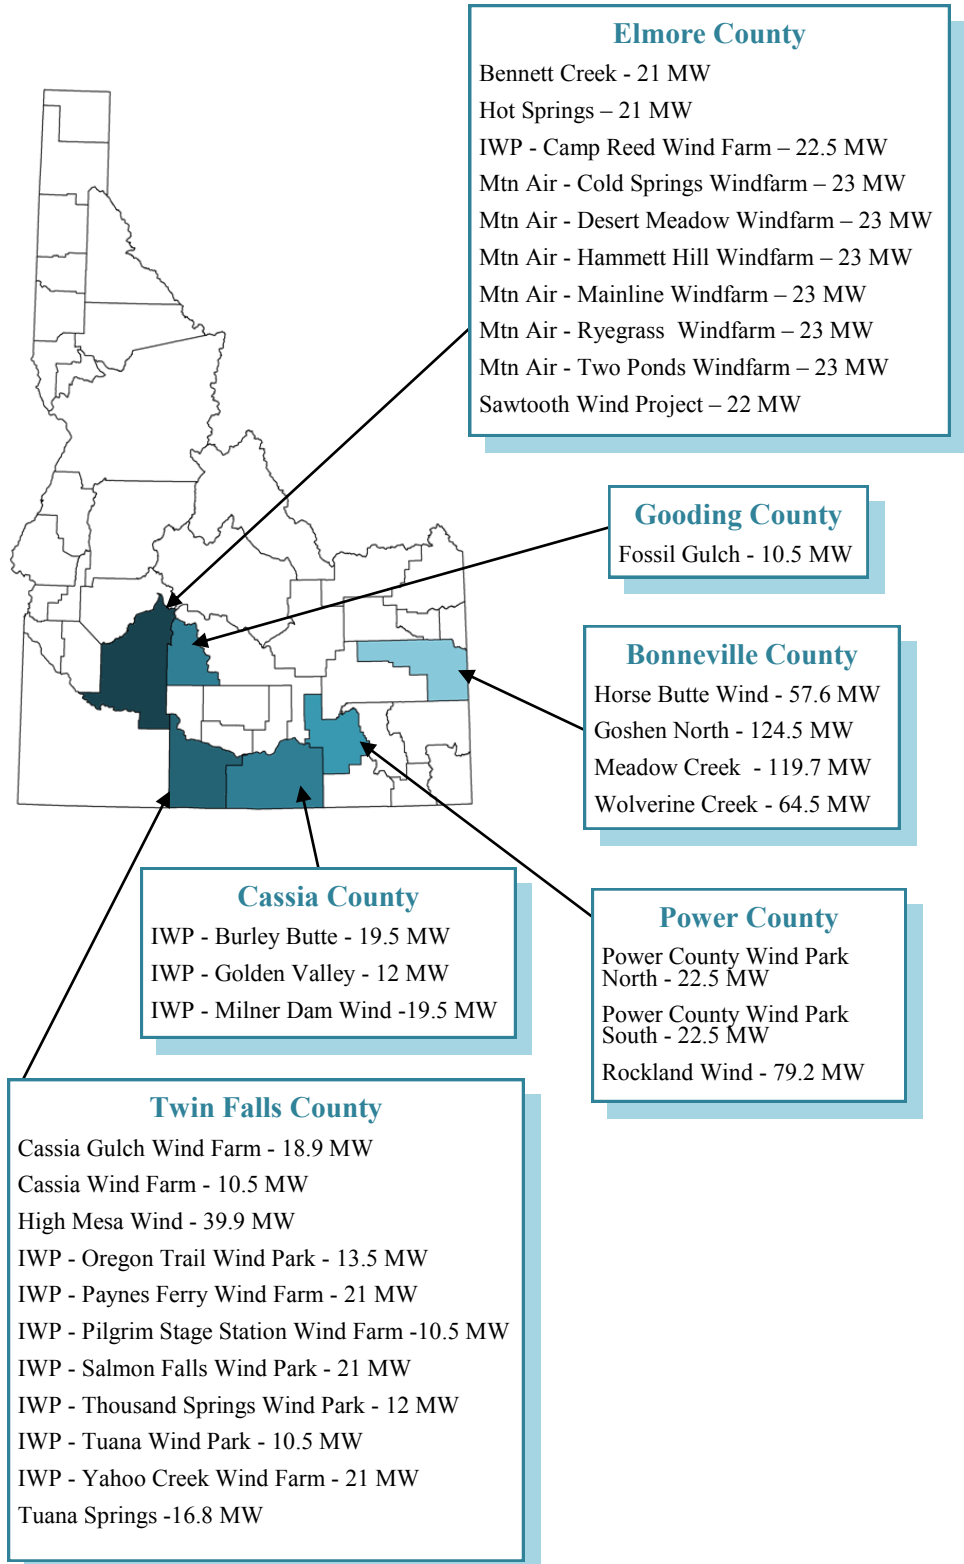 Elmore County
Bennett Creek - 21 MW
Hot Springs – 21 MW
IWP - Camp Reed Wind Farm – 22.5 MW
Mtn Air - Cold Springs Windfarm – 23 MW
Mtn Air - Desert Meadow Windfarm – 23 MW
Mtn Air - Hammett Hill Windfarm – 23 MW
Mtn Air - Mainline Windfarm – 23 MW
Mtn Air - Ryegrass  Windfarm – 23 MW
Mtn Air - Two Ponds Windfarm – 23 MW
Sawtooth Wind Project – 22 MW
Gooding County
Fossil Gulch - 10.5 MW
Bonneville County
Horse Butte Wind - 57.6 MW
Goshen North - 124.5 MW
Meadow Creek  - 119.7 MW
Wolverine Creek - 64.5 MW
Cassia County
IWP - Burley Butte - 19.5 MW
IWP - Golden Valley - 12 MW
IWP - Milner Dam Wind -19.5 MW
Power County
Power County Wind Park
North - 22.5 MW
Power County Wind Park
South - 22.5 MW
Rockland Wind - 79.2 MW
Twin Falls County
Cassia Gulch Wind Farm - 18.9 MW
Cassia Wind Farm - 10.5 MW
High Mesa Wind - 39.9 MW
IWP - Oregon Trail Wind Park - 13.5 MW
IWP - Paynes Ferry Wind Farm - 21 MW
IWP - Pilgrim Stage Station Wind Farm -10.5 MW
IWP - Salmon Falls Wind Park - 21 MW
IWP - Thousand Springs Wind Park - 12 MW
IWP - Tuana Wind Park - 10.5 MW
IWP - Yahoo Creek Wind Farm - 21 MW
Tuana Springs -16.8 MW